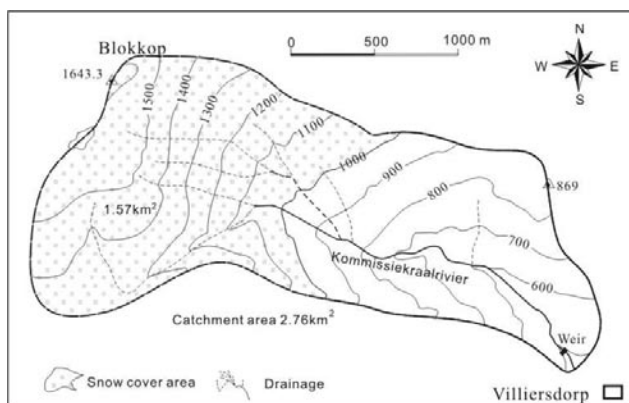 Blokkop
0 500 1000 m
N
W E
S
1643.3
1500
1400
1300
1200
1100
1000
900
800
869
700
600
1.57km2
Kommissiekraalrivier
Catchment area 2.76km2
Weir
Snow cover area
Drainage
Villiersdorp